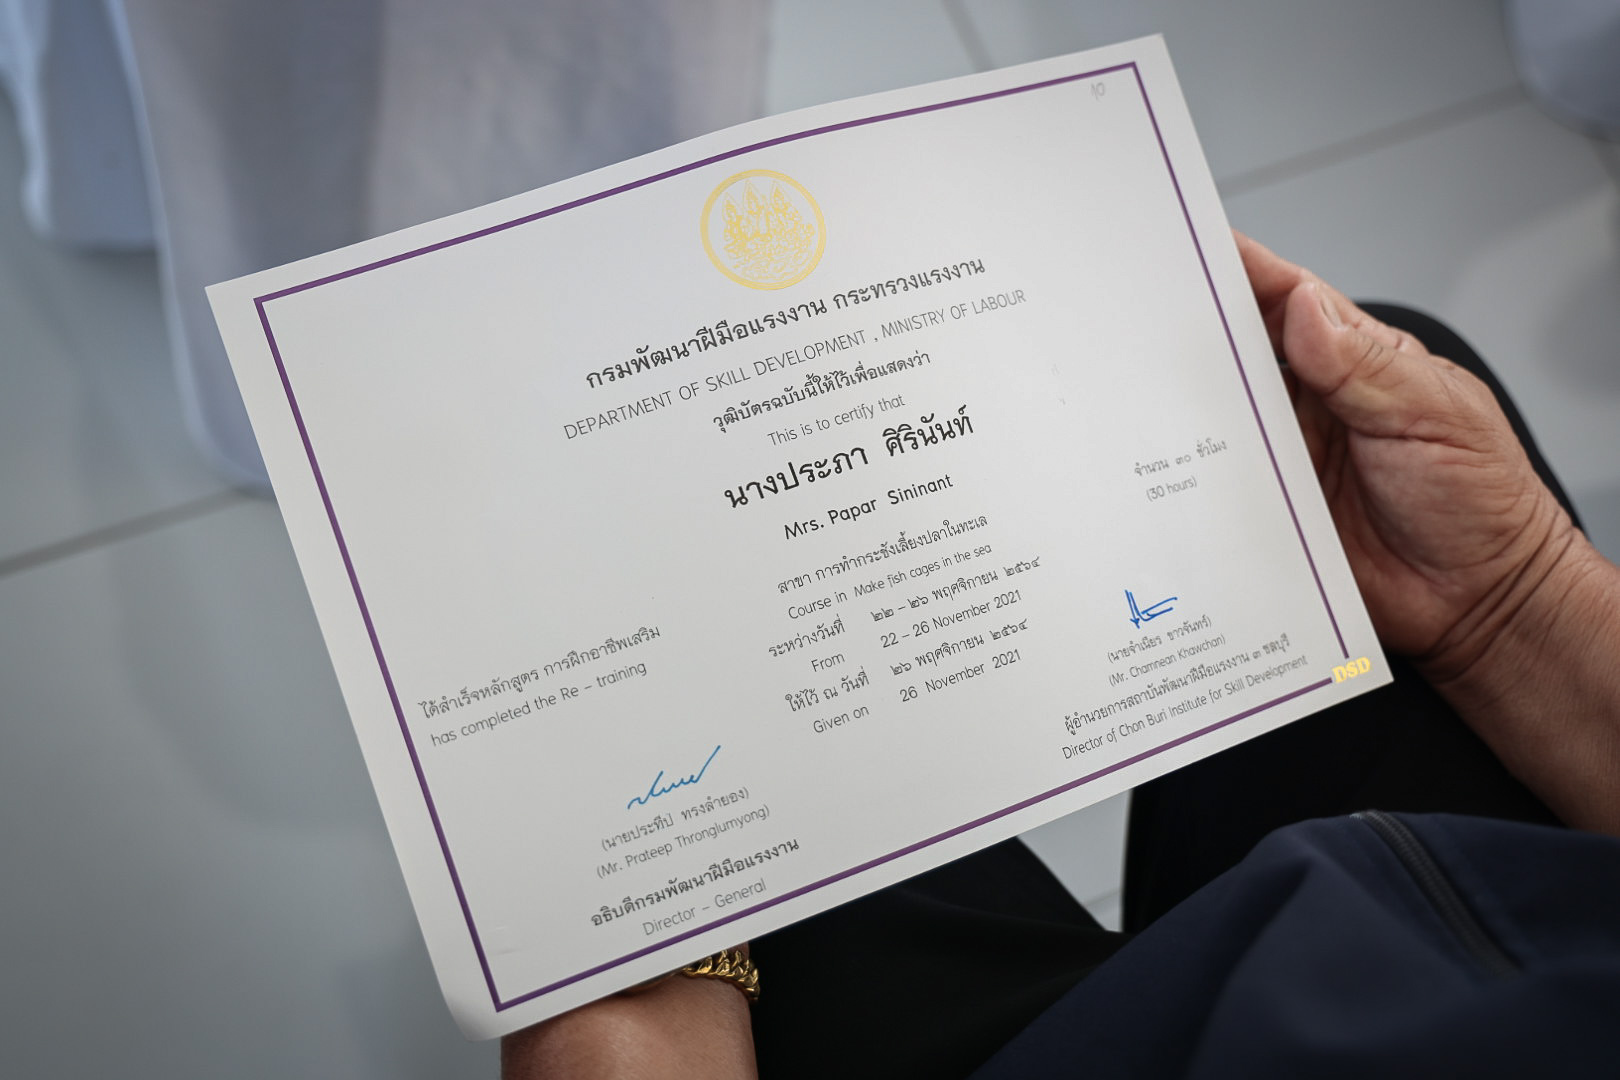 กรมพัฒนาฝีมือแรงงาน กระทรวงแรงงาน
DEPARTMENT OF SKILL DEVELOPMENT , MINISTRY OF LABOUR
วุฒิบัตรฉบับนี้ให้ไว้เพื่อแสดงว่า
This is to certify that
นางประภา ศิรินันท์
Mrs. Papar Sininant
ได้สำเร็จหลักสูตร การฝึกอาชีพเสริม
has completed the Re – training
สาขา การทำกระชังเลี้ยงปลาในทะเล
Course in Make fish cages in the sea
จำนวน ๓๐ ชั่วโมง
(30 hours)
ระหว่างวันที่ ๒๒ – ๒๖ พฤศจิกายน ๒๕๖๔
From 22 – 26 November 2021
ให้ไว้ ณ วันที่ ๒๖ พฤศจิกายน ๒๕๖๔
Given on 26 November 2021
(นายประทีป ทรงลำยอง)
(Mr. Prateep Thronglumyong)
อธิบดีกรมพัฒนาฝีมือแรงงาน
Director – General
(นายจำเนียร ขาวจันทร์)
(Mr. Chamnean Khawchan)
ผู้อำนวยการสถาบันพัฒนาฝีมือแรงงาน ๓ ชลบุรี
Director of Chon Buri Institute for Skill Development
DSD